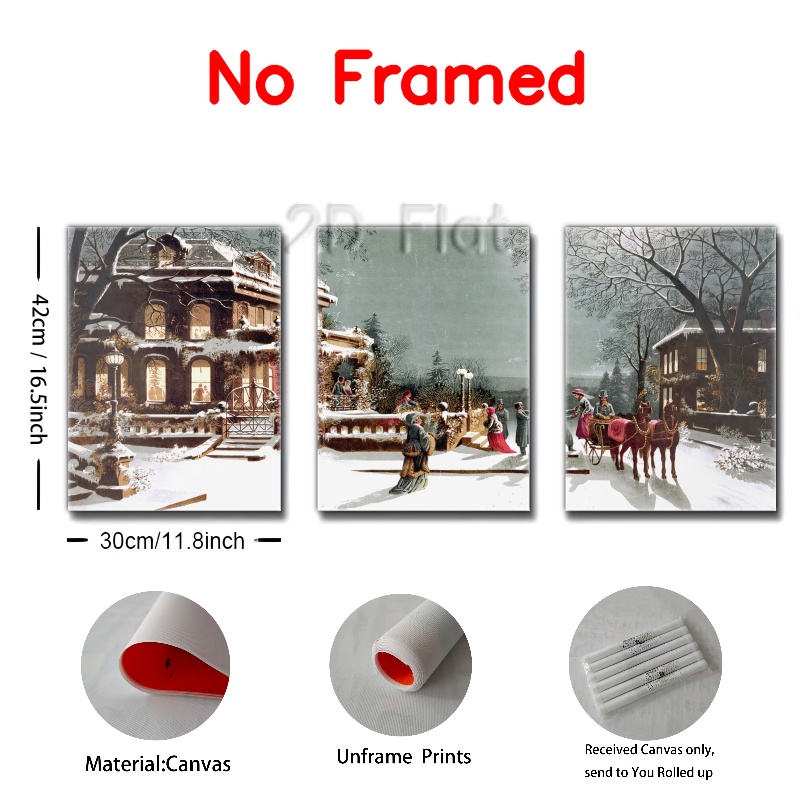 No Framed
2D Flat
42cm / 16.5inch
30cm/11.8inch
Material:Canvas
Unframe Prints
Received Canvas only,
send to You Rolled up